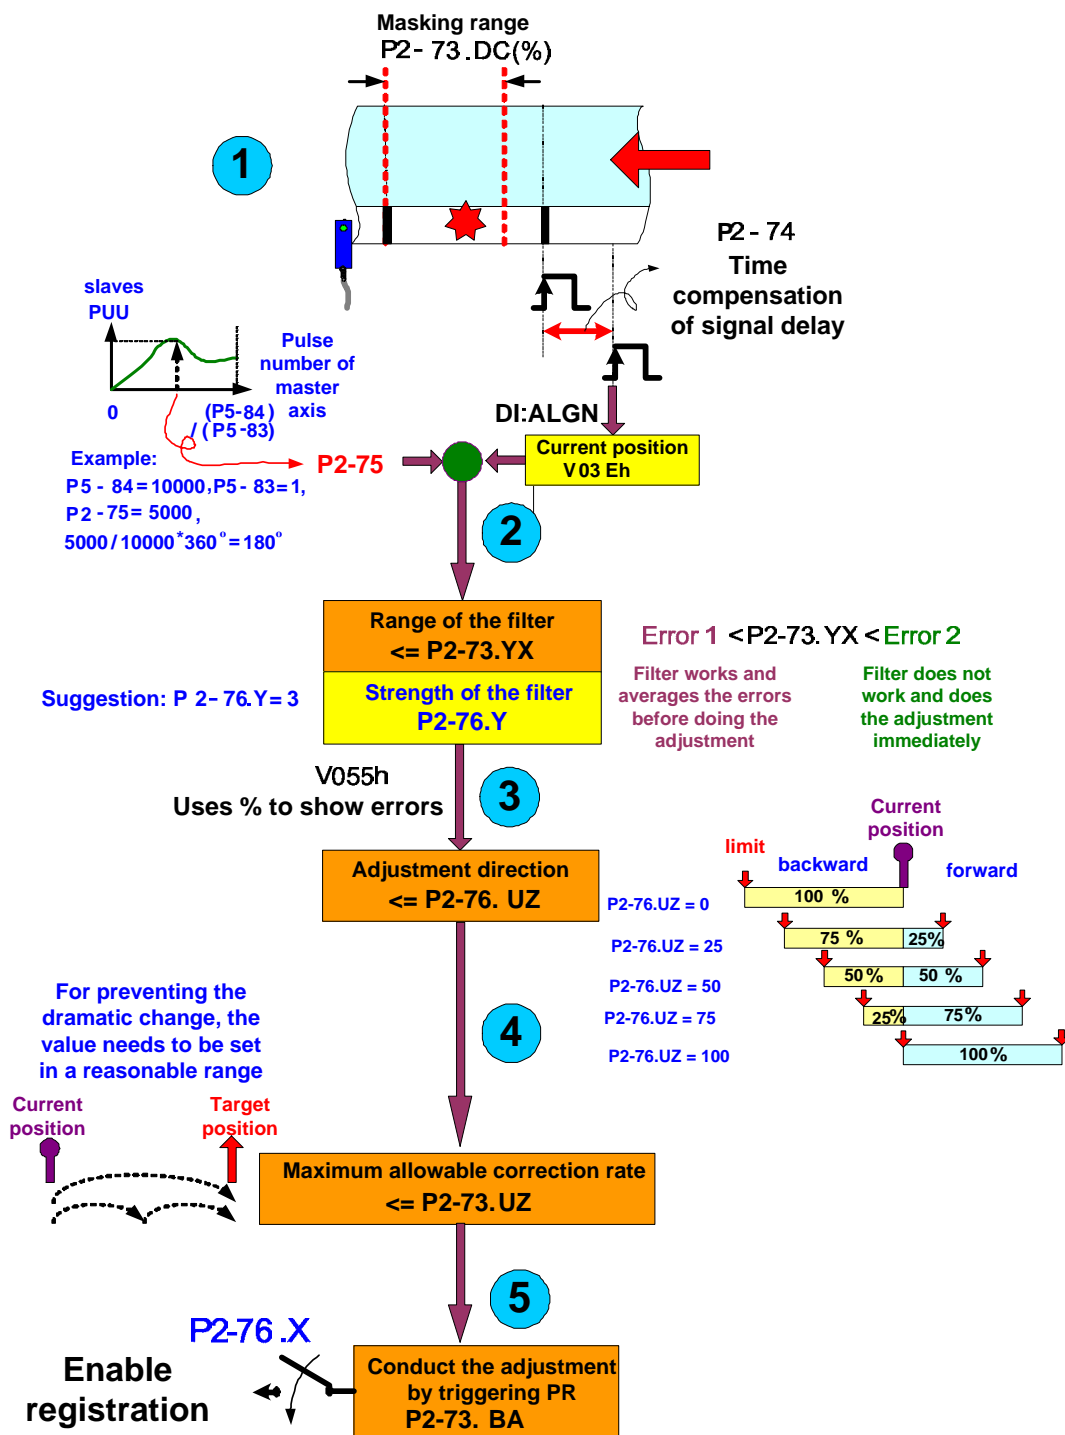 Masking range
P2-73.DC(%)
1
P2-74
Time
compensation
of signal delay
slaves
PUU
Pulse
number of
master
axis
0
(P5-84)
/(P5-83)
DI:ALGN
Current position
V03Eh
Example:
P5-84=10000,P5-83=1,
P2-75=5000,
5000/10000*360°=180°
P2-75
2
Range of the filter
<= P2-73.YX
Strength of the filter
P2-76.Y
Suggestion: P2-76.Y=3
Error 1 <P2-73.YX <Error 2
Filter works and
averages the errors
before doing the
adjustment
Filter does not
work and does
the adjustment
immediately
V055h
Uses % to show errors
3
Adjustment direction
<= P2-76. UZ
Current
position
limit
backward
forward
P2-76.UZ = 0
100 %
P2-76.UZ = 25
75 %
25%
P2-76.UZ = 50
50 %
50 %
P2-76.UZ = 75
25%
75%
P2-76.UZ = 100
100%
4
For preventing the
dramatic change, the
value needs to be set
in a reasonable range
Current
position
Target
position
Maximum allowable correction rate
<= P2-73.UZ
5
P2-76.X
Enable
registration
Conduct the adjustment
by triggering PR
P2-73. BA